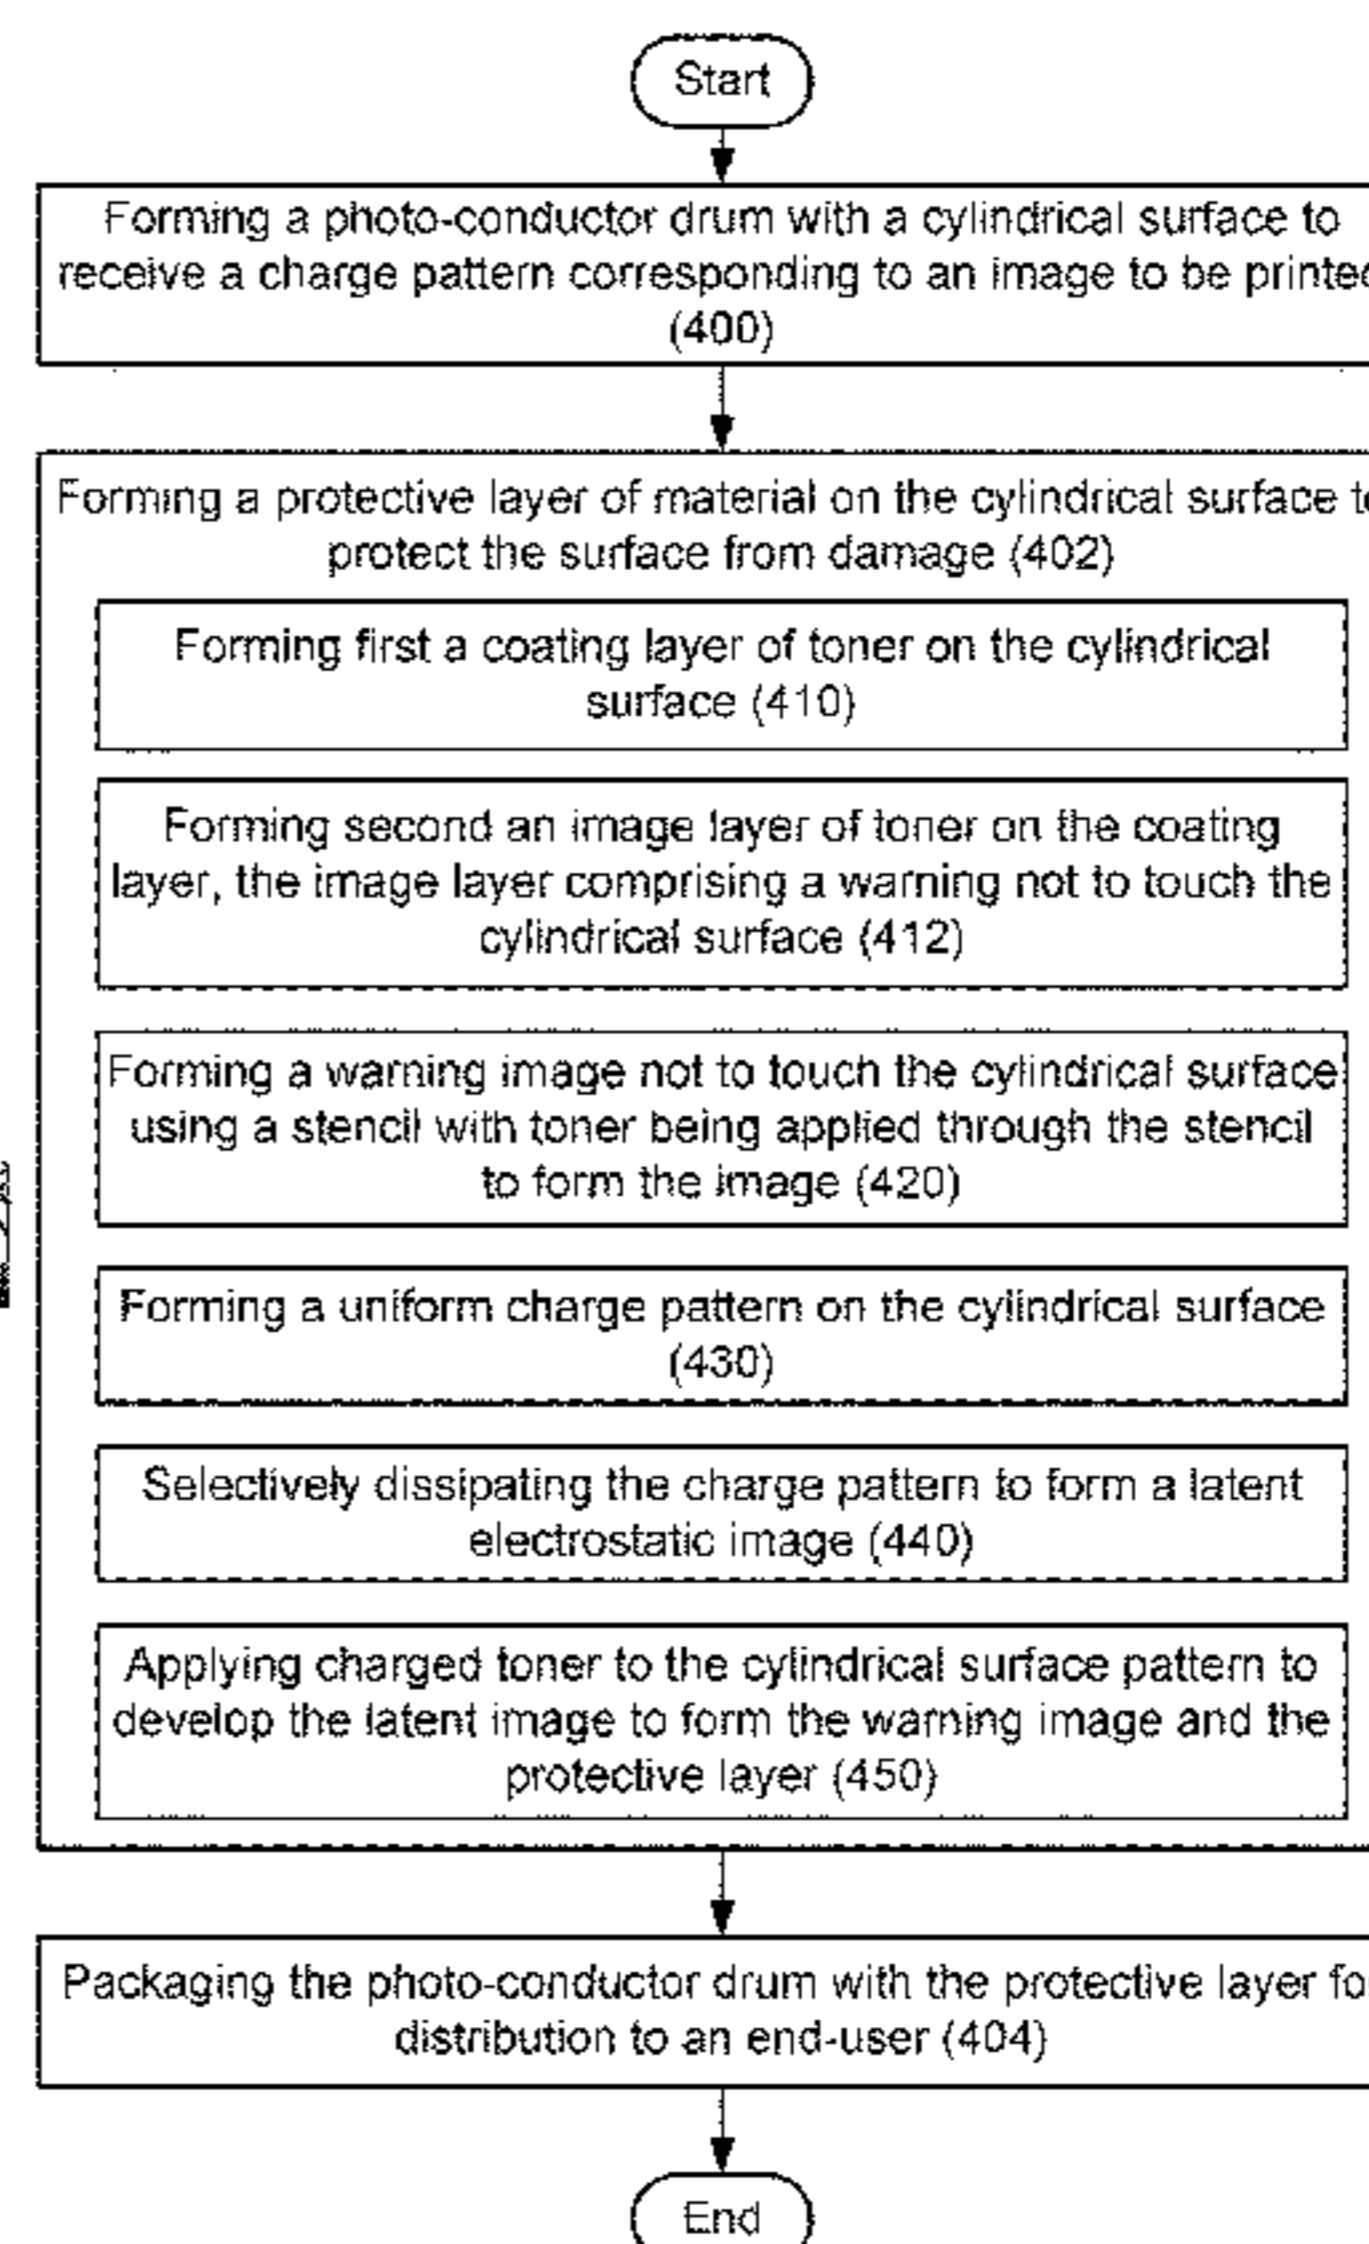 Start
Forming a photo-conductor drum with a cylindrical surface to
receive a charge pattern corresponding to an image to be printed
(400)
Forming a protective layer of material on the cylindrical surface to
protect the surface from damage (402)
Forming first a coating layer of toner on the cylindrical
surface (410)
Forming second an image layer of toner on the coating
layer, the image layer comprising a warning not to touch the
cylindrical surface (412)
Forming a warning image not to touch the cylindrical surface
using a stencil with toner being applied through the stencil
to form the image (420)
Forming a uniform charge pattern on the cylindrical surface
(430)
Selectively dissipating the charge pattern to form a latent
electrostatic image (440)
Applying charged toner to the cylindrical surface pattern to
develop the latent image to form the warning image and the
protective layer (450)
Packaging the photo-conductor drum with the protective layer fo
distribution to an end-user (404)
End